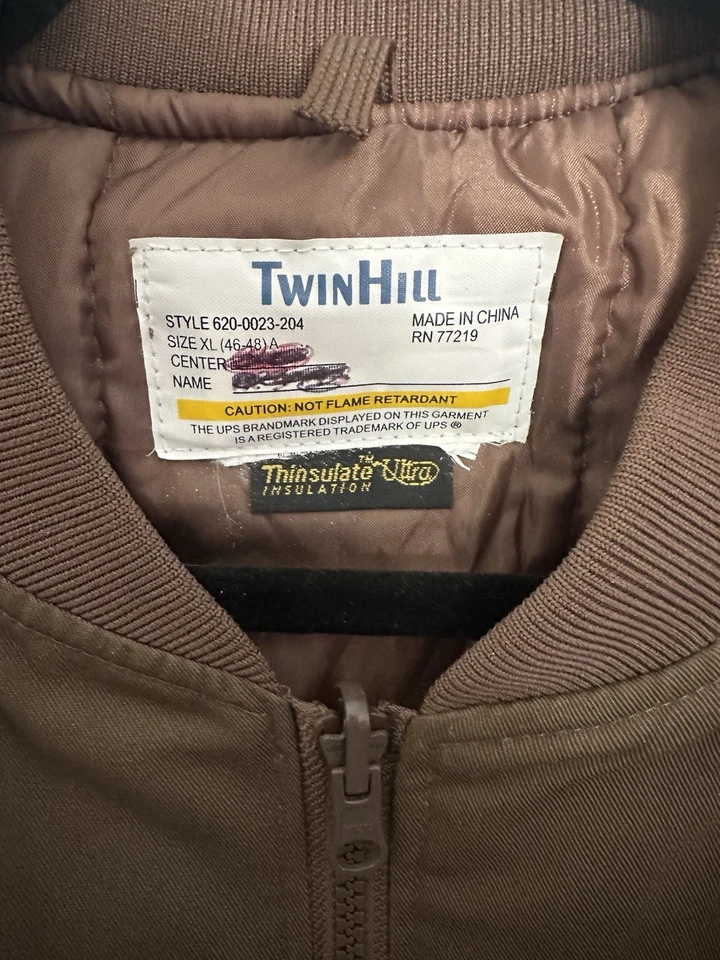 TWINHILL
STYLE 620-0023-204
MADE IN CHINA
SIZE XL (46-48) A
RN 77219
CENTER
NAME
CAUTION: NOT FLAME RETARDANT
THE UPS BRANDMARK DISPLAYED ON THIS GARMENT
IS A REGISTERED TRADEMARK OF UPS ®
Thinsulate™ Ultra
INSULATION